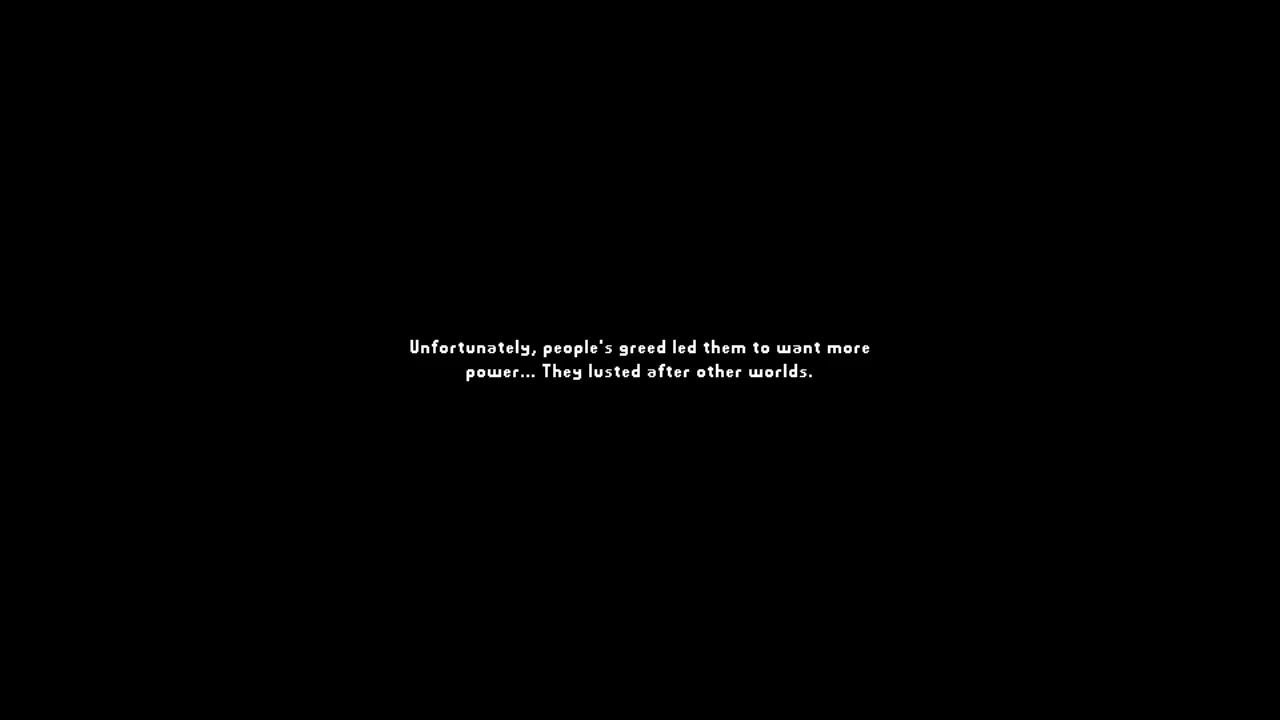 Unfortunately, people's greed led them to want more
power... They lusted after other worlds.